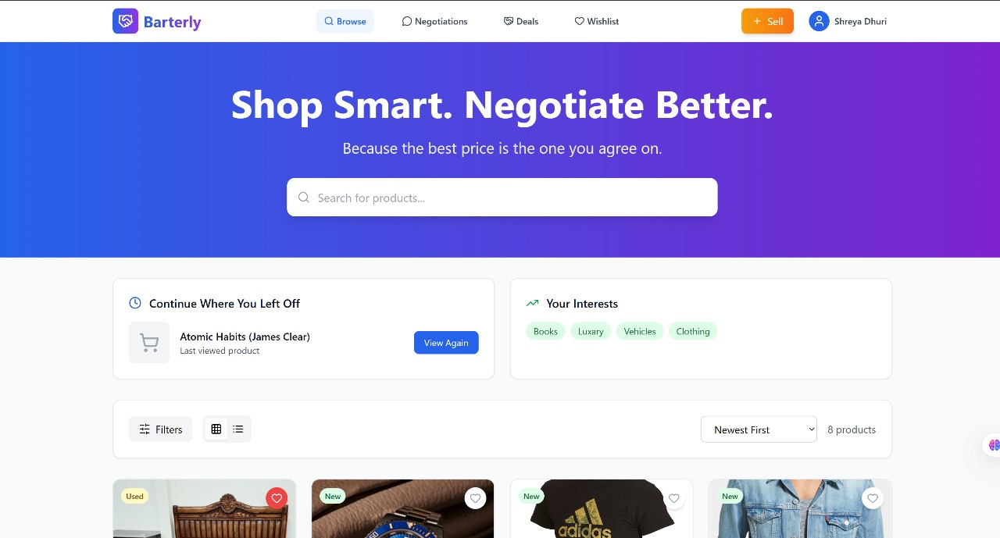 Barterly
Browse
Negotiations
Deals
Wishlist
+ Sell
Shreya Dhuri
Shop Smart. Negotiate Better.
Because the best price is the one you agree on.
Search for products...
Continue Where You Left Off
Atomic Habits (James Clear)
Last viewed product
View Again
Your Interests
Books
Luxary
Vehicles
Clothing
Filters
Newest First
8 products
Used
New
New
adidas
New